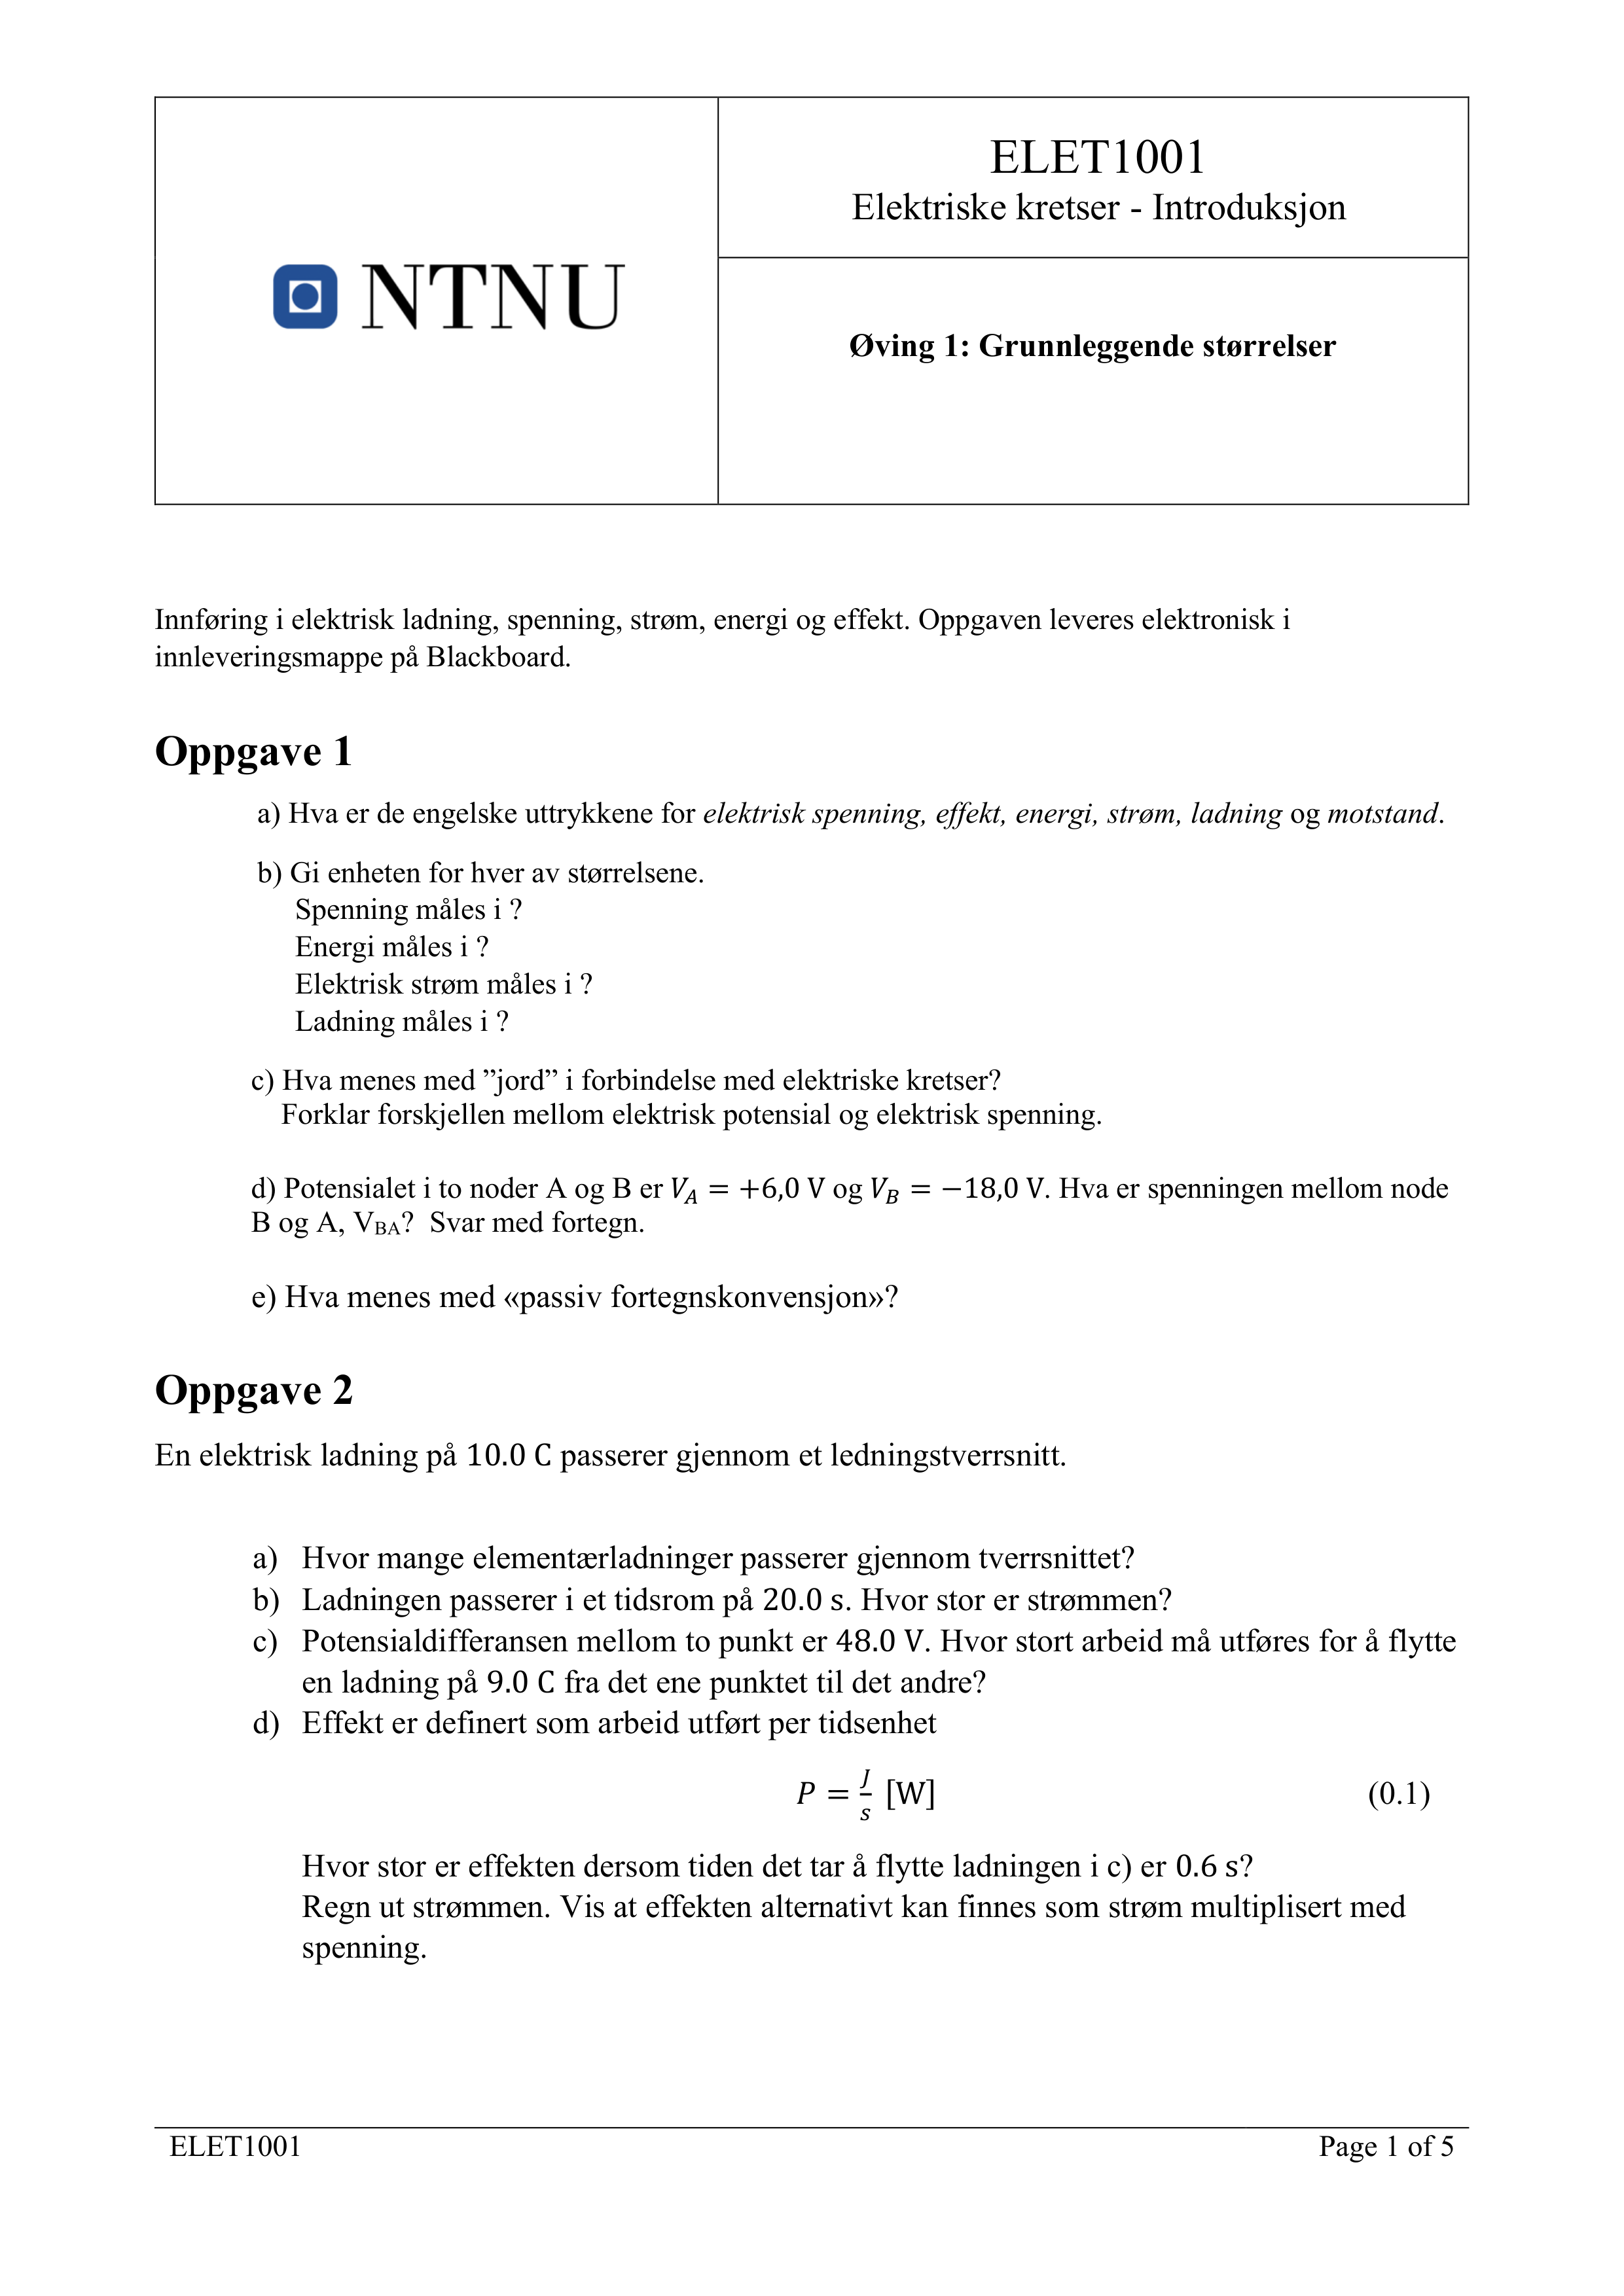 NTNU
ELET1001
Elektriske kretser - Introduksjon
Øving 1: Grunnleggende størrelser
Innføring i elektrisk ladning, spenning, strøm, energi og effekt. Oppgaven leveres elektronisk i
innleveringsmappe på Blackboard.
Oppgave 1
a) Hva er de engelske uttrykkene for elektrisk spenning, effekt, energi, strøm, ladning og motstand.
b) Gi enheten for hver av størrelsene.
Spenning måles i ?
Energi måles i ?
Elektrisk strøm måles i ?
Ladning måles i ?
c) Hva menes med ”jord” i forbindelse med elektriske kretser?
Forklar forskjellen mellom elektrisk potensial og elektrisk spenning.
d) Potensialet i to noder A og B er V_A = +6,0 V og V_B = −18,0 V. Hva er spenningen mellom node
B og A, V_BA? Svar med fortegn.
e) Hva menes med «passiv fortegnskonvensjon»?
Oppgave 2
En elektrisk ladning på 10.0 C passerer gjennom et ledningstverrsnitt.
a) Hvor mange elementærladninger passerer gjennom tverrsnittet?
b) Ladningen passerer i et tidsrom på 20.0 s. Hvor stor er strømmen?
c) Potensialdifferansen mellom to punkt er 48.0 V. Hvor stort arbeid må utføres for å flytte
en ladning på 9.0 C fra det ene punktet til det andre?
d) Effekt er definert som arbeid utført per tidsenhet
P = J/s [W] (0.1)
Hvor stor er effekten dersom tiden det tar å flytte ladningen i c) er 0.6 s?
Regn ut strømmen. Vis at effekten alternativt kan finnes som strøm multiplisert med
spenning.
ELET1001 Page 1 of 5